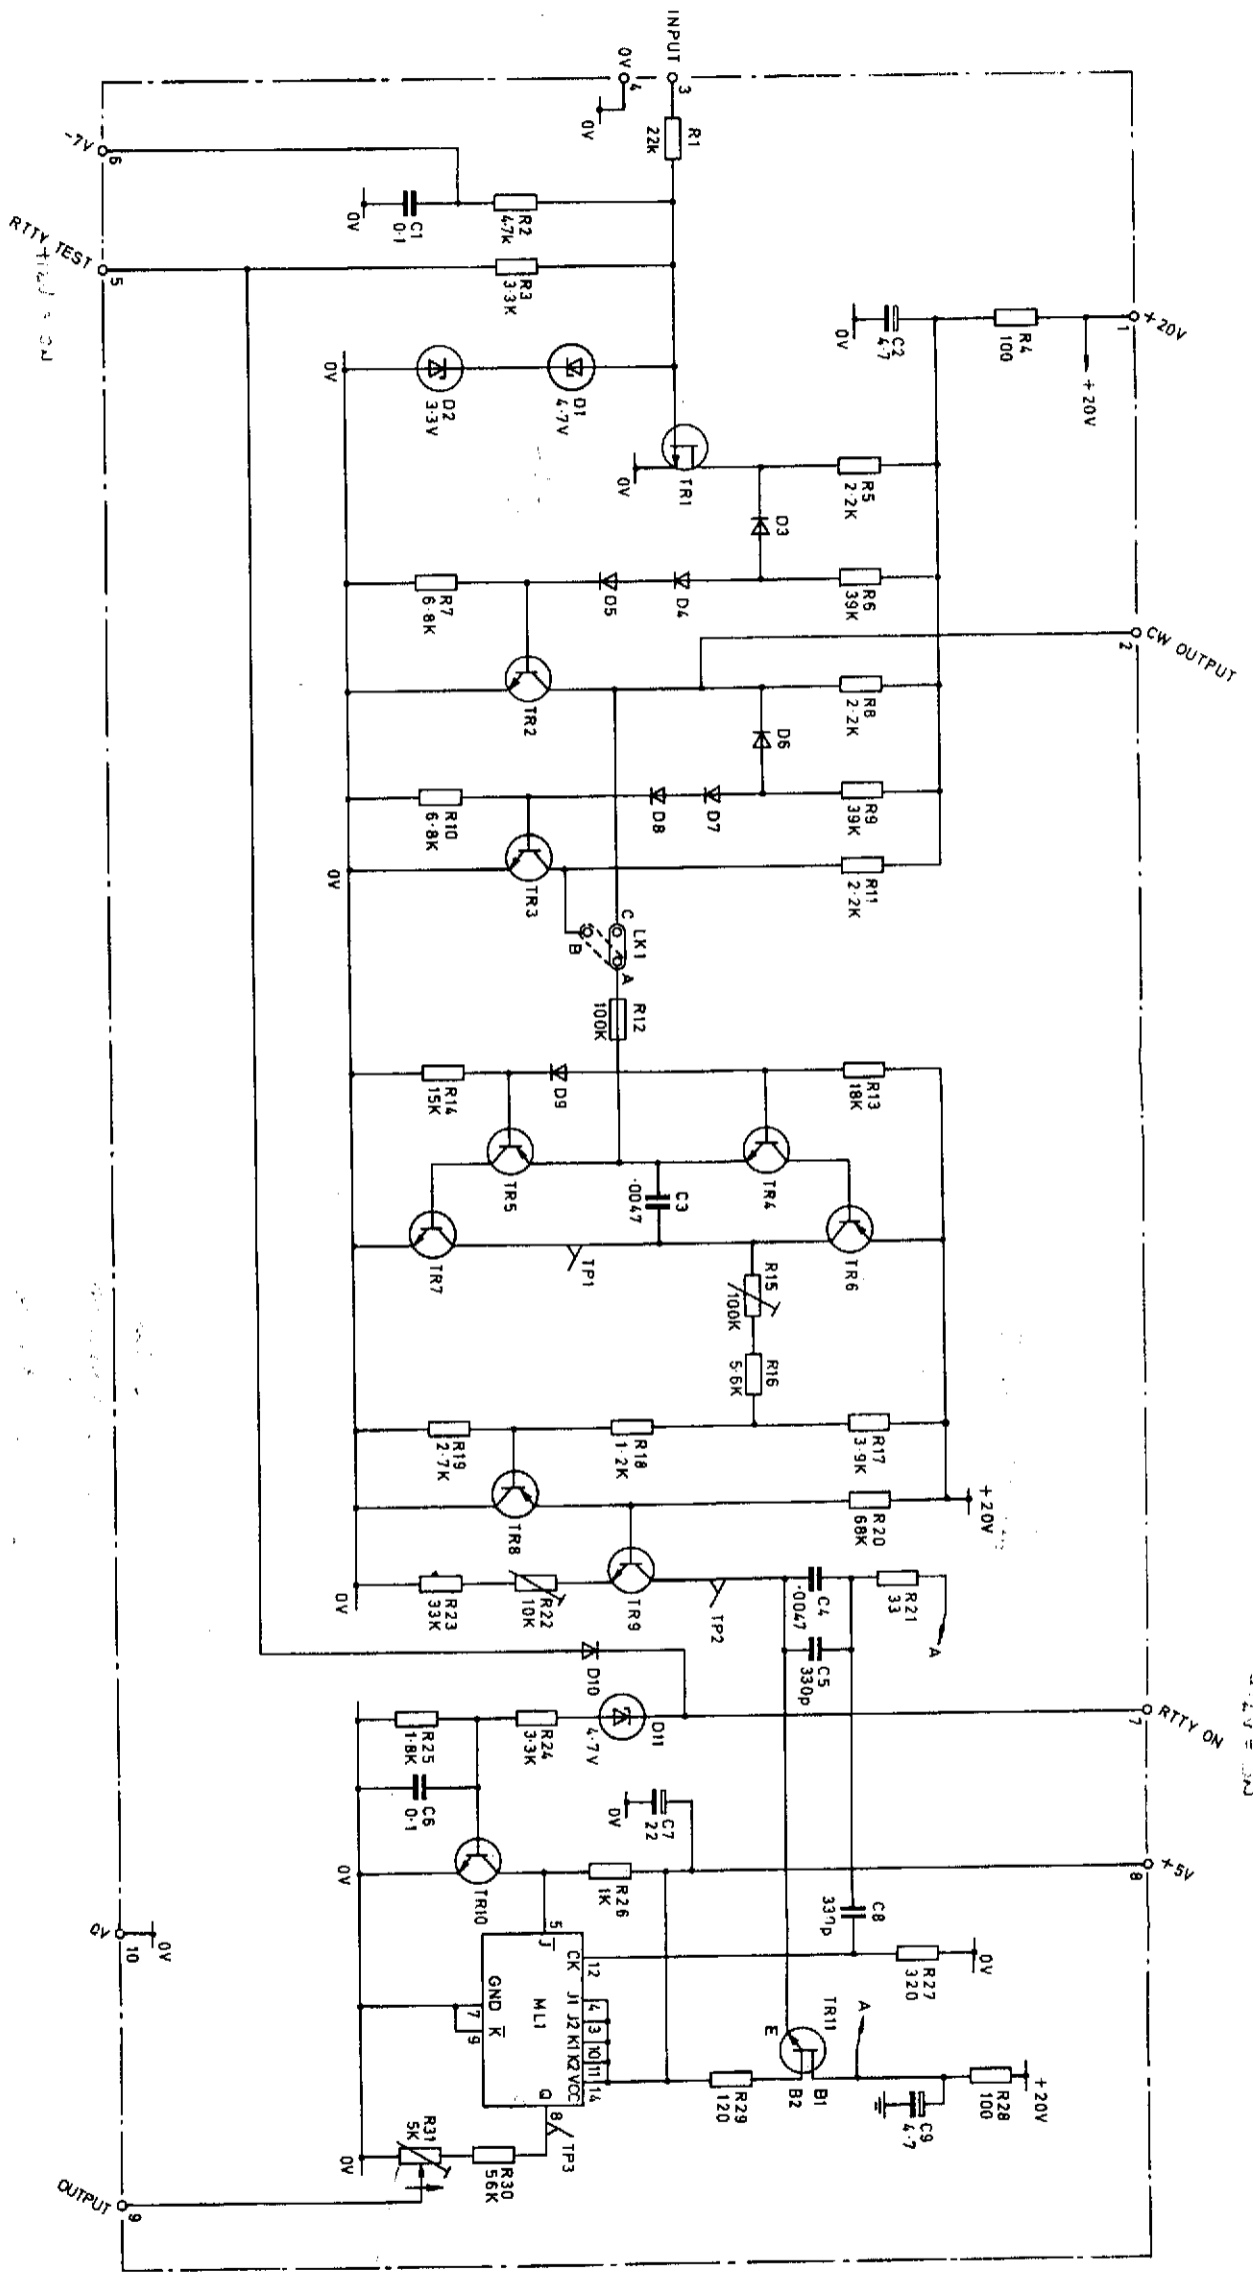 INPUT
3
0V
4
0V
R1
22k
-7V
6
0V
C1
0·1
R2
4·7k
RTTY TEST
5
R3
3·3K
+20V
1
R4
100
+20V
C2
4·7
0V
0V
D2
3·3V
D1
4·7V
TR1
0V
R5
2·2K
D3
R6
39K
D4
D5
R7
6·8K
CW OUTPUT
2
R8
2·2K
TR2
D6
R9
39K
D7
D8
R10
6·8K
R11
2·2K
TR3
0V
C
LK1
B
A
R12
100K
R13
18K
D9
R14
15K
TR4
TR5
C3
·0047
TR6
TR7
TP1
R15
100K
R16
5·6K
R17
3·9K
R18
1·2K
R19
2·7K
+20V
R20
68K
TR8
TR9
TP2
R21
33
A
C4
·0047
C5
330p
R22
10K
R23
33K
0V
D10
D11
4·7V
RTTY ON
7
R24
3·3K
R25
1·8K
C6
0·1
C7
22
0V
+5V
8
R26
1K
TR10
0V
C8
330p
R27
320
0V
0V
10
0V
5
J
CK
12
J1
4
J2
3
K1
10
K2
11
VCC
14
GND
7
K
9
ML1
Q
8
TP3
TR11
E
B1
B2
A
R28
100
+20V
C9
4·7
R29
120
R30
56K
R31
5K
0V
OUTPUT
9